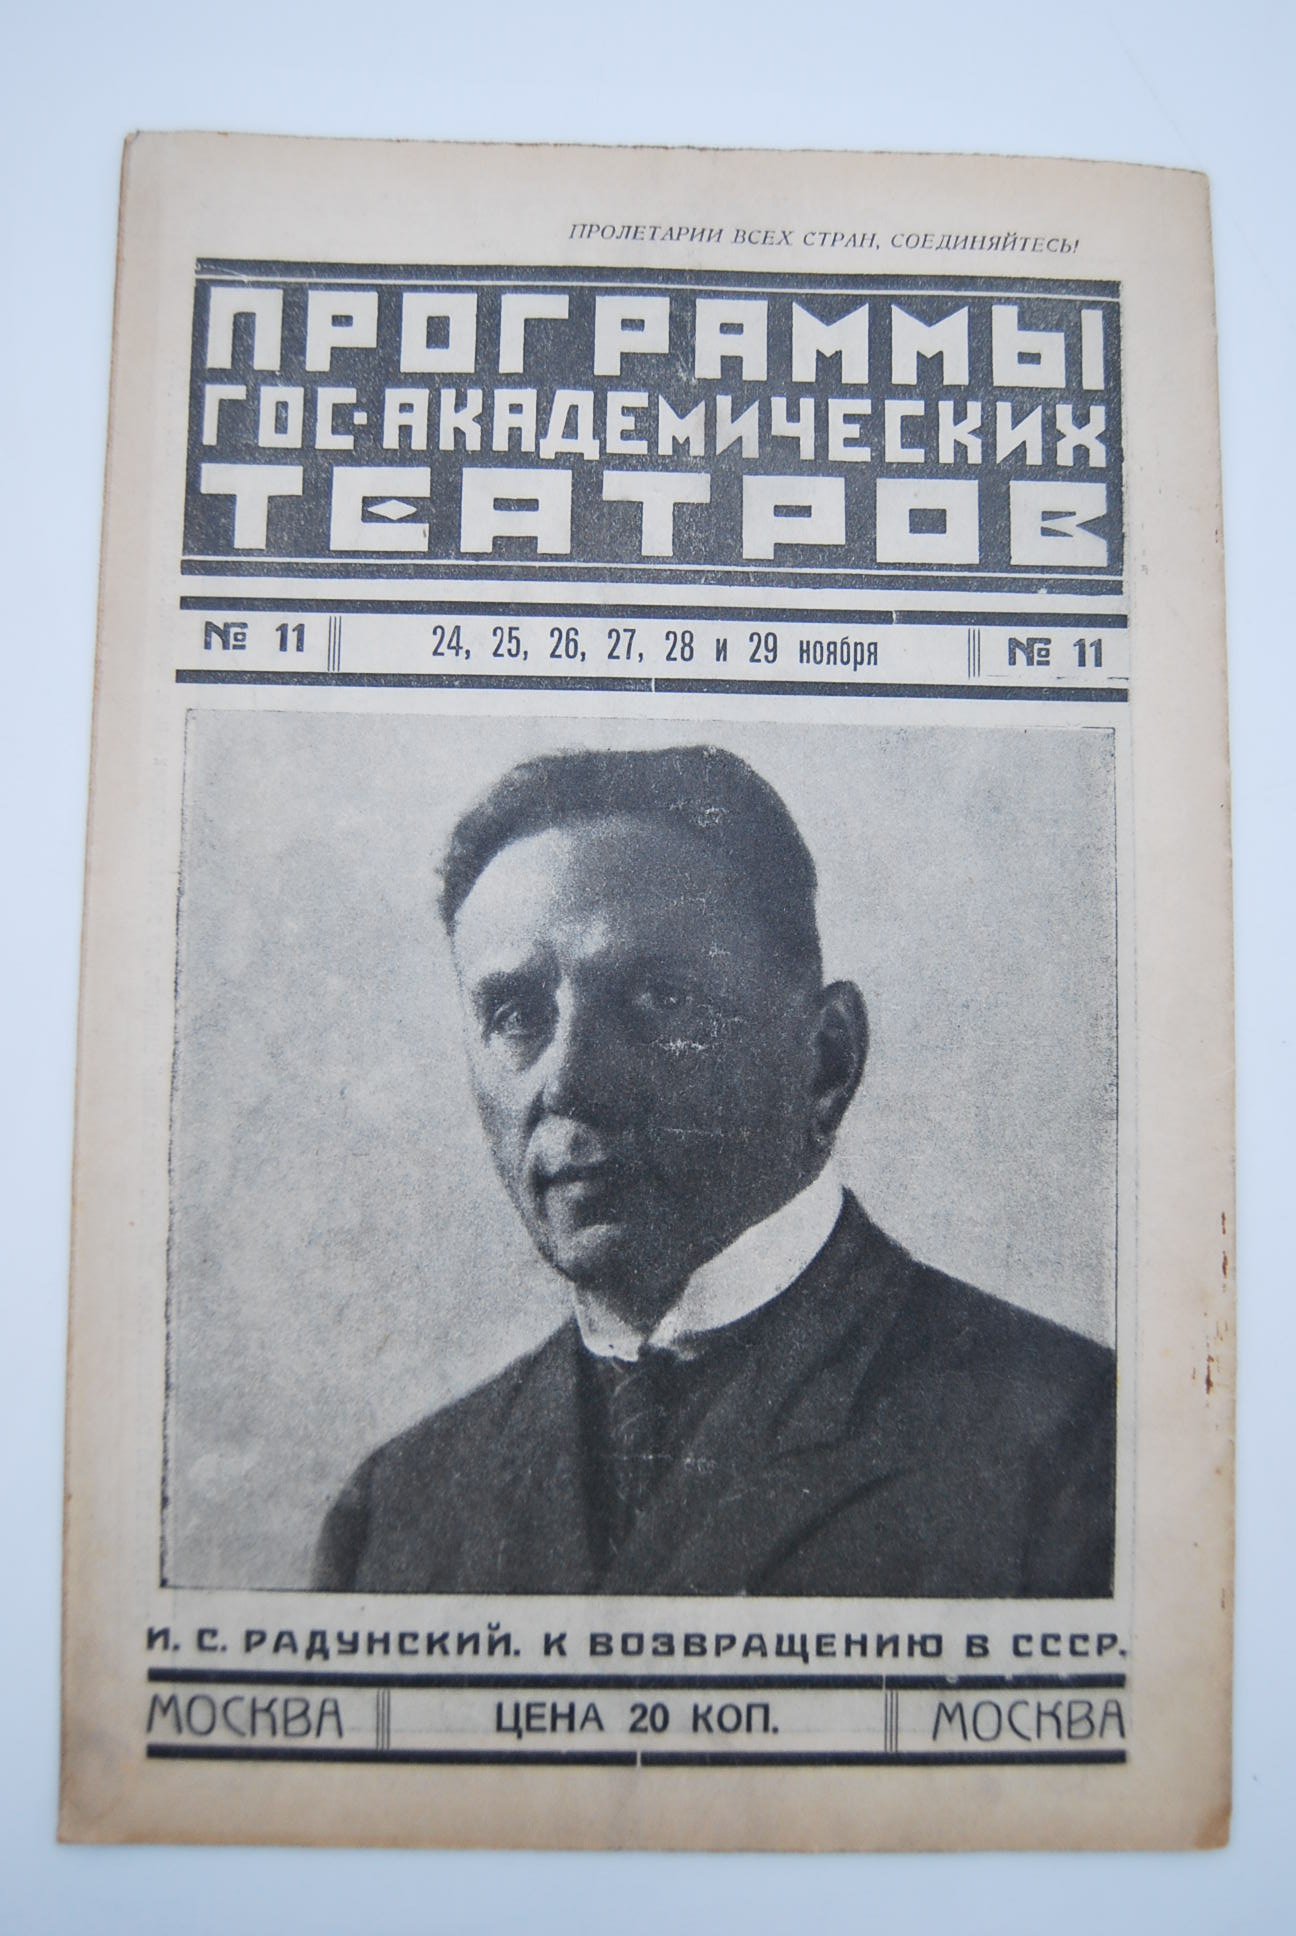 ПРОЛЕТАРИИ ВСЕХ СТРАН, СОЕДИНЯЙТЕСЬ!
ПРОГРАММЫ
ГОС·АКАДЕМИЧЕСКИХ
ТЕАТРОВ
№ 11 24, 25, 26, 27, 28 и 29 ноября № 11
И. С. РАДУНСКИЙ. К ВОЗВРАЩЕНИЮ В СССР.
МОСКВА ЦЕНА 20 КОП. МОСКВА